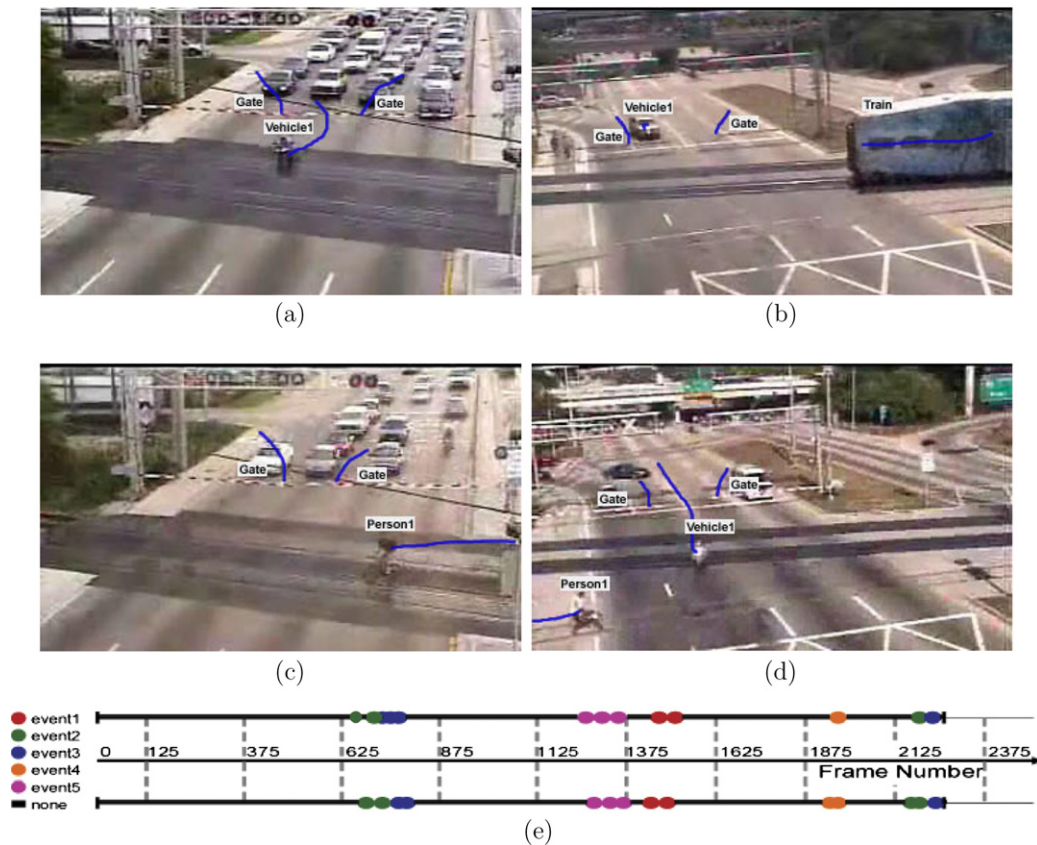 Gate
Gate
Vehicle1
(a)
Vehicle1
Train
Gate
Gate
(b)
Gate
Gate
Person1
(c)
Gate
Gate
Vehicle1
Person1
(d)
event1
event2
event3
event4
event5
none
0 125 375 625 875 1125 1375 1625 1875 2125 2375
Frame Number
(e)